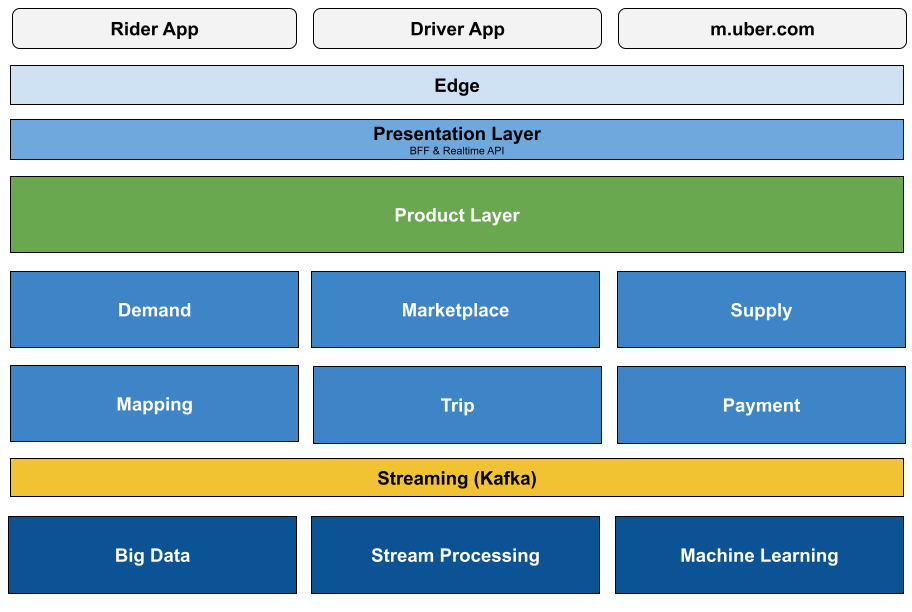 Rider App
Driver App
m.uber.com
Edge
Presentation Layer
BFF & Realtime API
Product Layer
Demand
Marketplace
Supply
Mapping
Trip
Payment
Streaming (Kafka)
Big Data
Stream Processing
Machine Learning